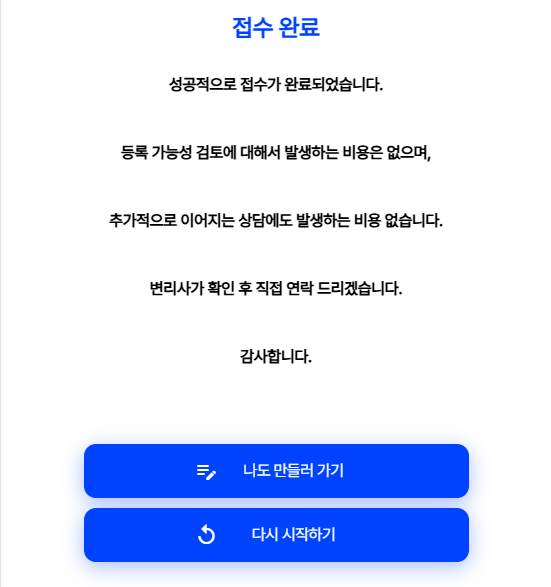 접수 완료
성공적으로 접수가 완료되었습니다.
등록 가능성 검토에 대해서 발생하는 비용은 없으며,
추가적으로 이어지는 상담에도 발생하는 비용 없습니다.
변리사가 확인 후 직접 연락 드리겠습니다.
감사합니다.
나도 만들러 가기
다시 시작하기